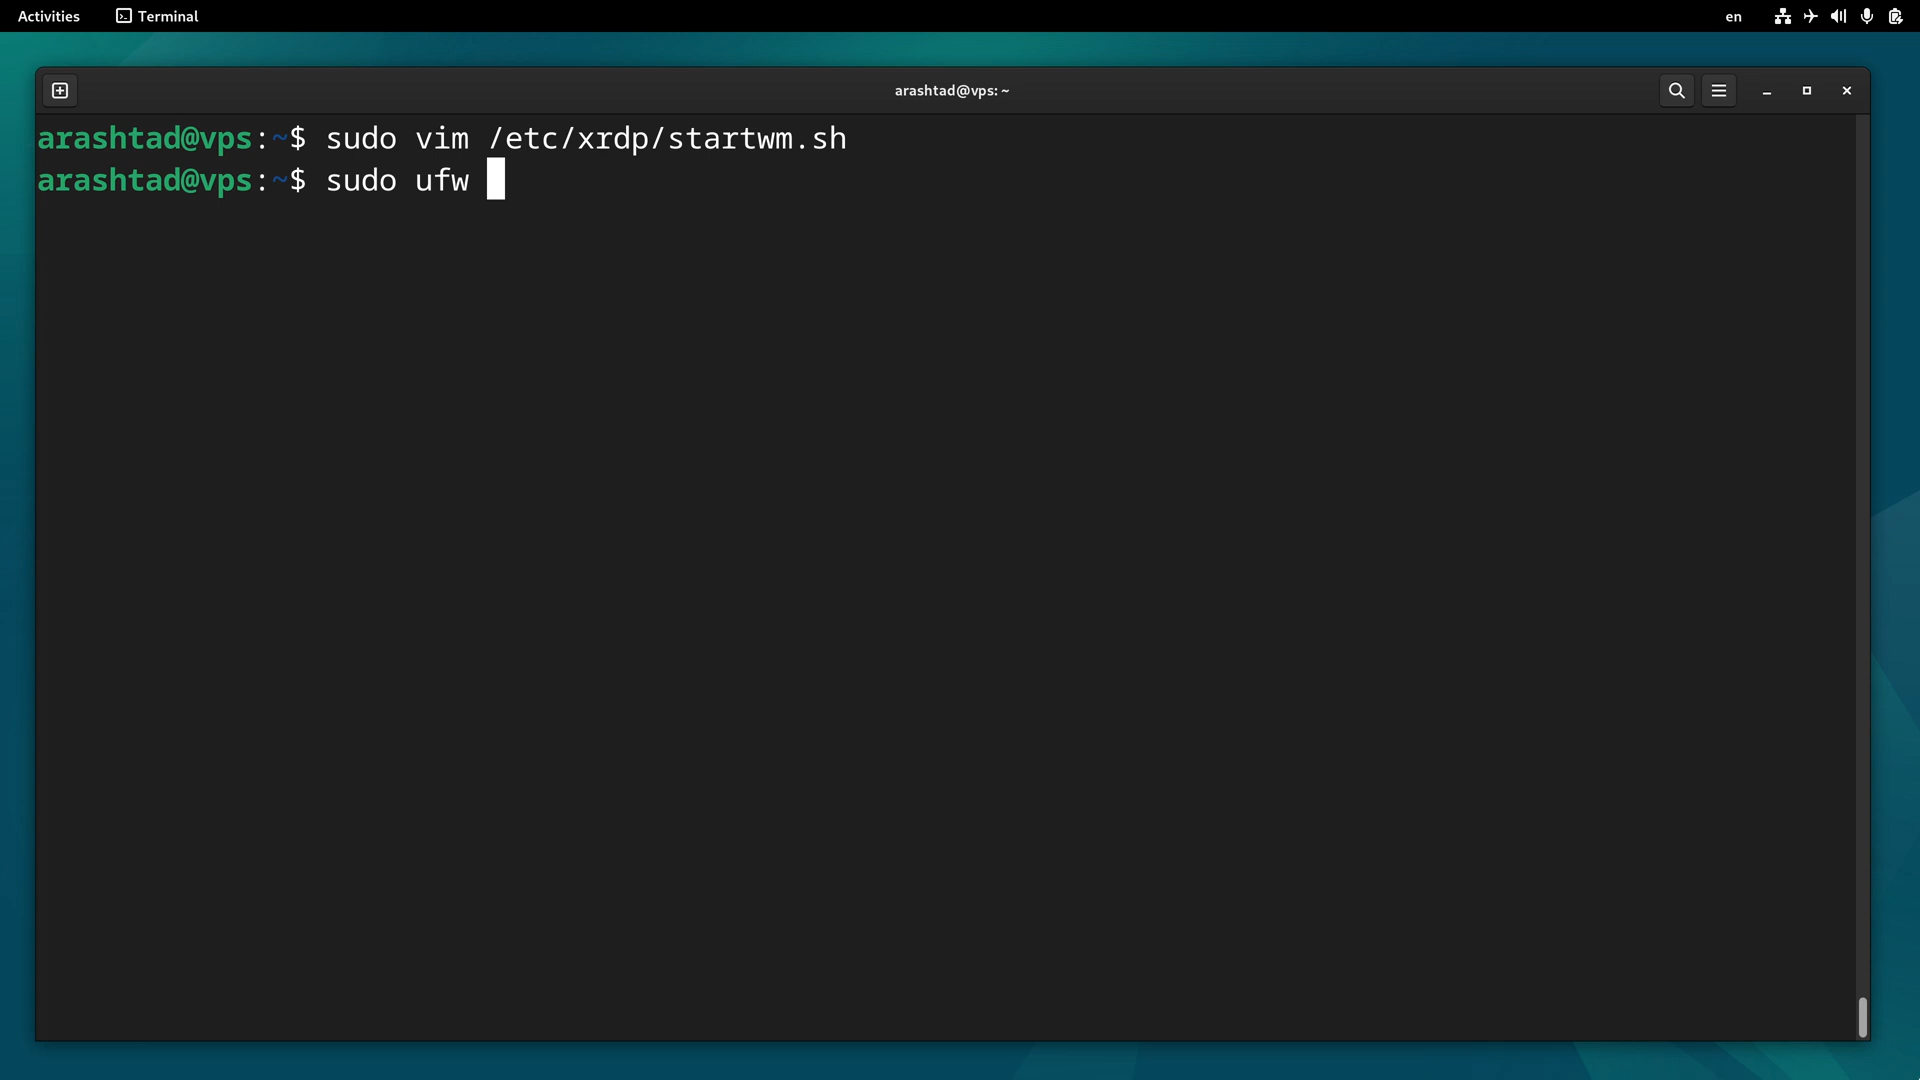 Activities
Terminal
en
arashtad@vps: ~
arashtad@vps:~$ sudo vim /etc/xrdp/startwm.sh
arashtad@vps:~$ sudo ufw